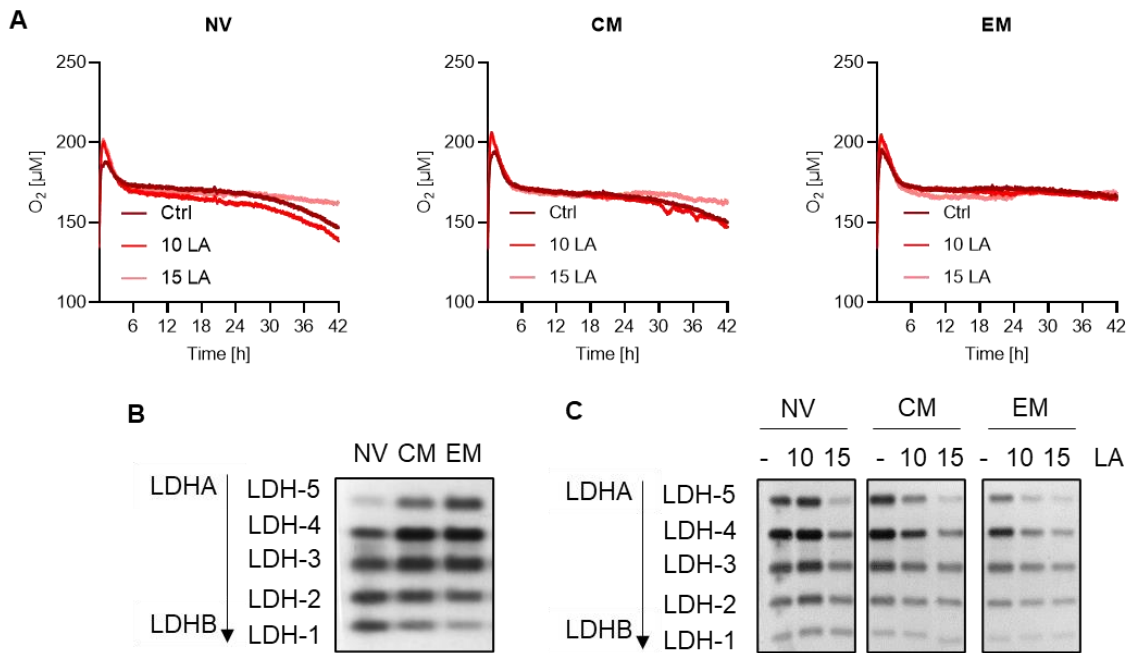 A
NV
CM
EM
250
200
150
100
O₂ [µM]
Ctrl
10 LA
15 LA
6 12 18 24 30 36 42
Time [h]
250
200
150
100
O₂ [µM]
Ctrl
10 LA
15 LA
6 12 18 24 30 36 42
Time [h]
250
200
150
100
O₂ [µM]
Ctrl
10 LA
15 LA
6 12 18 24 30 36 42
Time [h]
B
NV CM EM
LDHA
LDHB
LDH-5
LDH-4
LDH-3
LDH-2
LDH-1
C
NV CM EM
- 10 15 - 10 15 - 10 15 LA
LDHA
LDHB
LDH-5
LDH-4
LDH-3
LDH-2
LDH-1